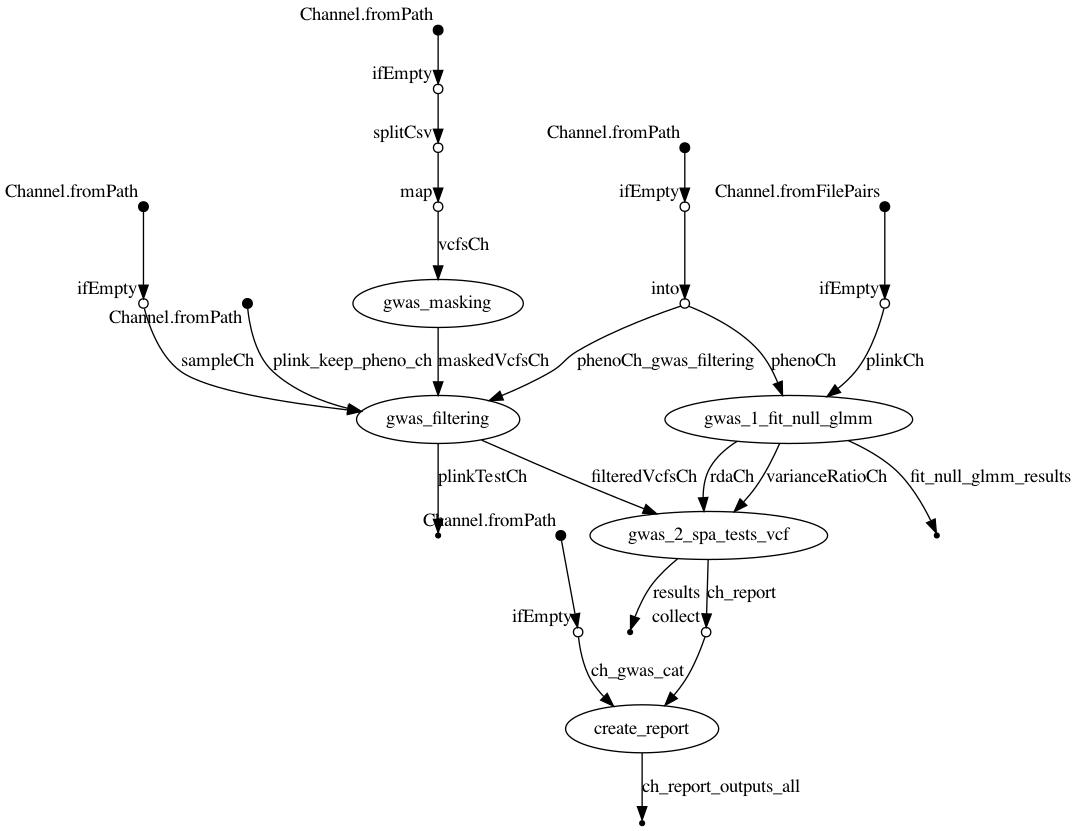 Channel.fromPath
ifEmpty
splitCsv
Channel.fromPath
map
ifEmpty
Channel.fromPath
Channel.fromFilePairs
vcfsCh
ifEmpty
Channel.fromPath
gwas_masking
into
ifEmpty
sampleCh
plink_keep_pheno_ch
maskedVcfsCh
phenoCh_gwas_filtering
phenoCh
plinkCh
gwas_filtering
gwas_1_fit_null_glmm
plinkTestCh
filteredVcfsCh
rdaCh
varianceRatioCh
fit_null_glmm_results
Channel.fromPath
gwas_2_spa_tests_vcf
results
ch_report
ifEmpty
collect
ch_gwas_cat
create_report
ch_report_outputs_all